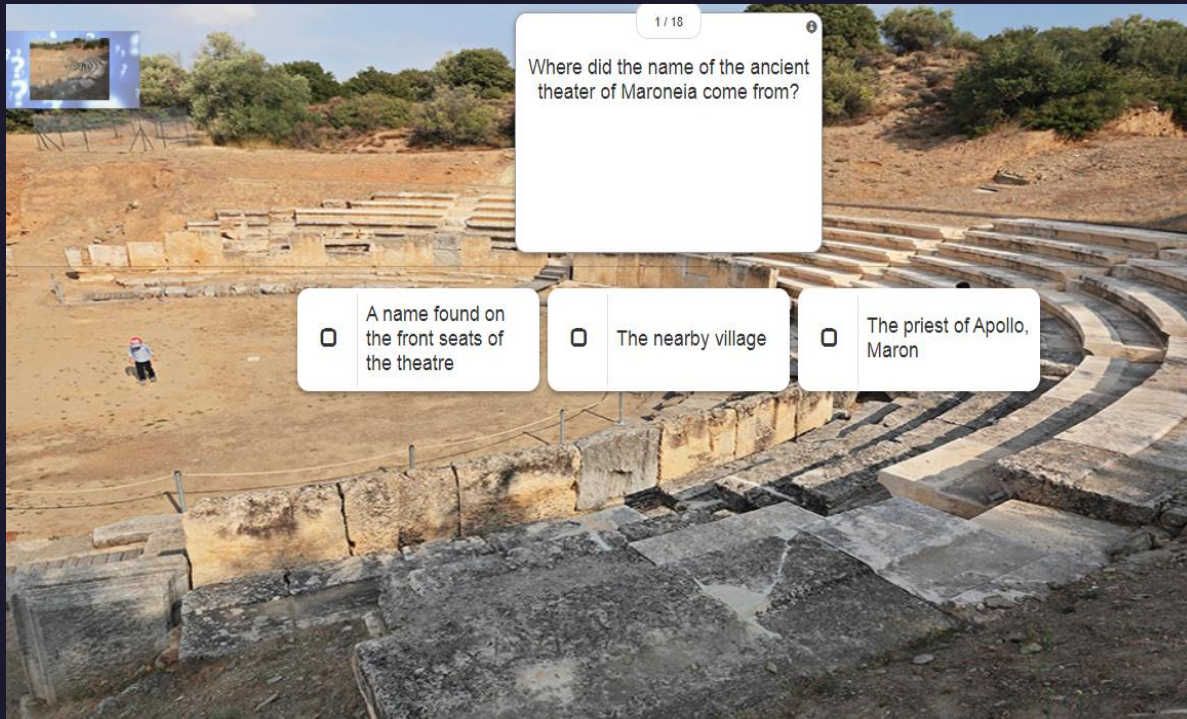 1 / 18
Where did the name of the ancient
theater of Maroneia come from?
A name found on
the front seats of
the theatre
The nearby village
The priest of Apollo,
Maron